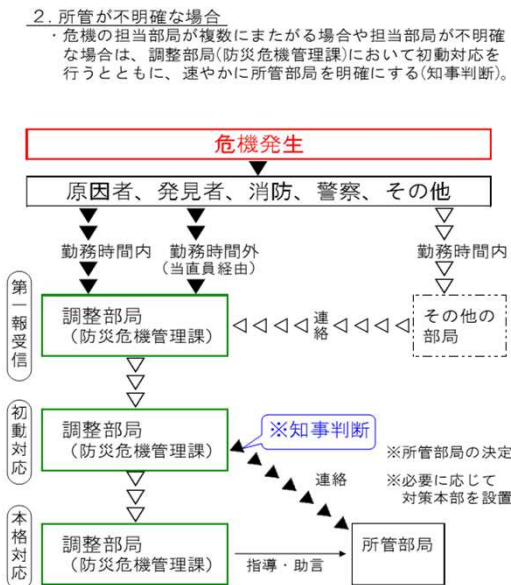 ２．所管が不明確な場合
・危機の担当部局が複数にまたがる場合や担当部局が不明確
な場合は、調整部局(防災危機管理課)において初動対応を
行うとともに、速やかに所管部局を明確にする(知事判断)。
危機発生
原因者、発見者、消防、警察、その他
勤務時間内
勤務時間外
(当直員経由)
勤務時間内
第一報受信
調整部局
(防災危機管理課)
連絡
その他の
部局
初動対応
調整部局
(防災危機管理課)
※知事判断
※所管部局の決定
※必要に応じて
対策本部を設置
連絡
本格対応
調整部局
(防災危機管理課)
指導・助言
所管部局